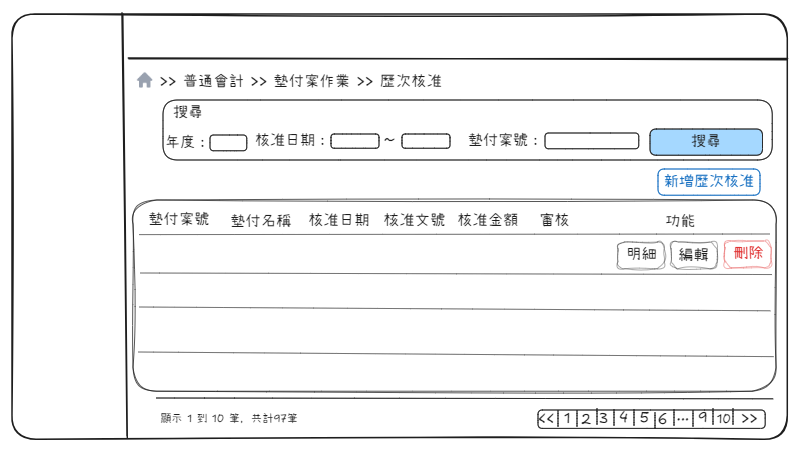 >> 普通會計 >> 墊付案作業 >> 歷次核准
搜尋
年度： 核准日期： ～ 墊付案號： 搜尋
新增歷次核准
墊付案號 墊付名稱 核准日期 核准文號 核准金額 審核 功能
明細 編輯 刪除
顯示 1 到 10 筆, 共計97筆
<< 1 2 3 4 5 6 ... 9 10 >>